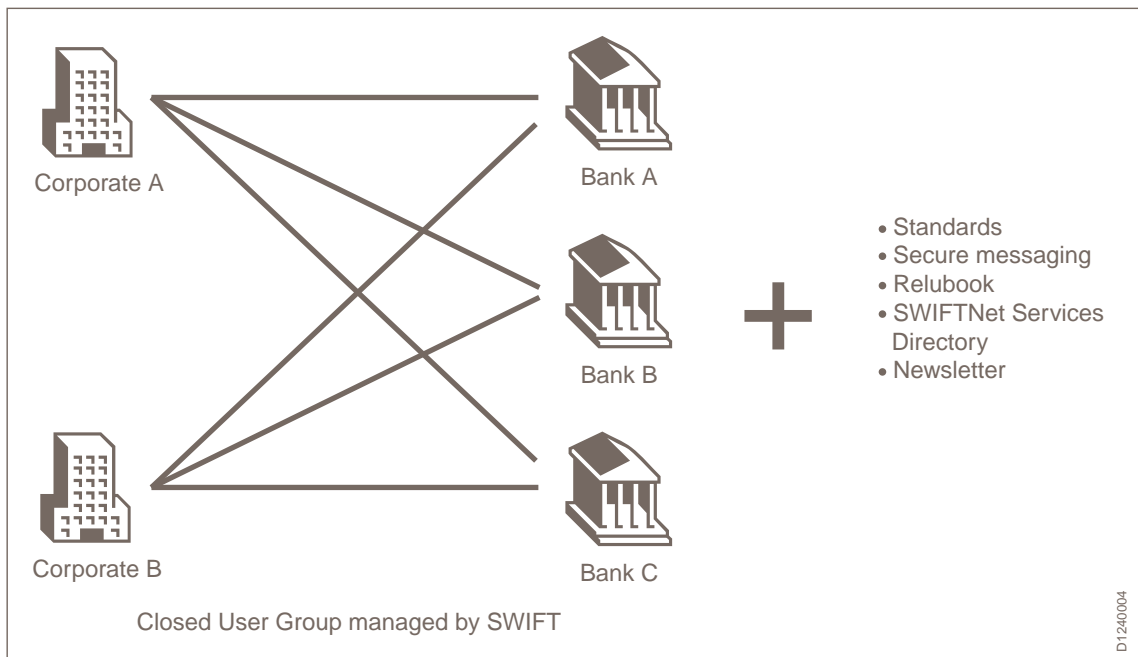 Corporate A
Bank A
Bank B
Corporate B
Bank C
• Standards
• Secure messaging
• Relubook
• SWIFTNet Services
Directory
• Newsletter
Closed User Group managed by SWIFT
D1240004